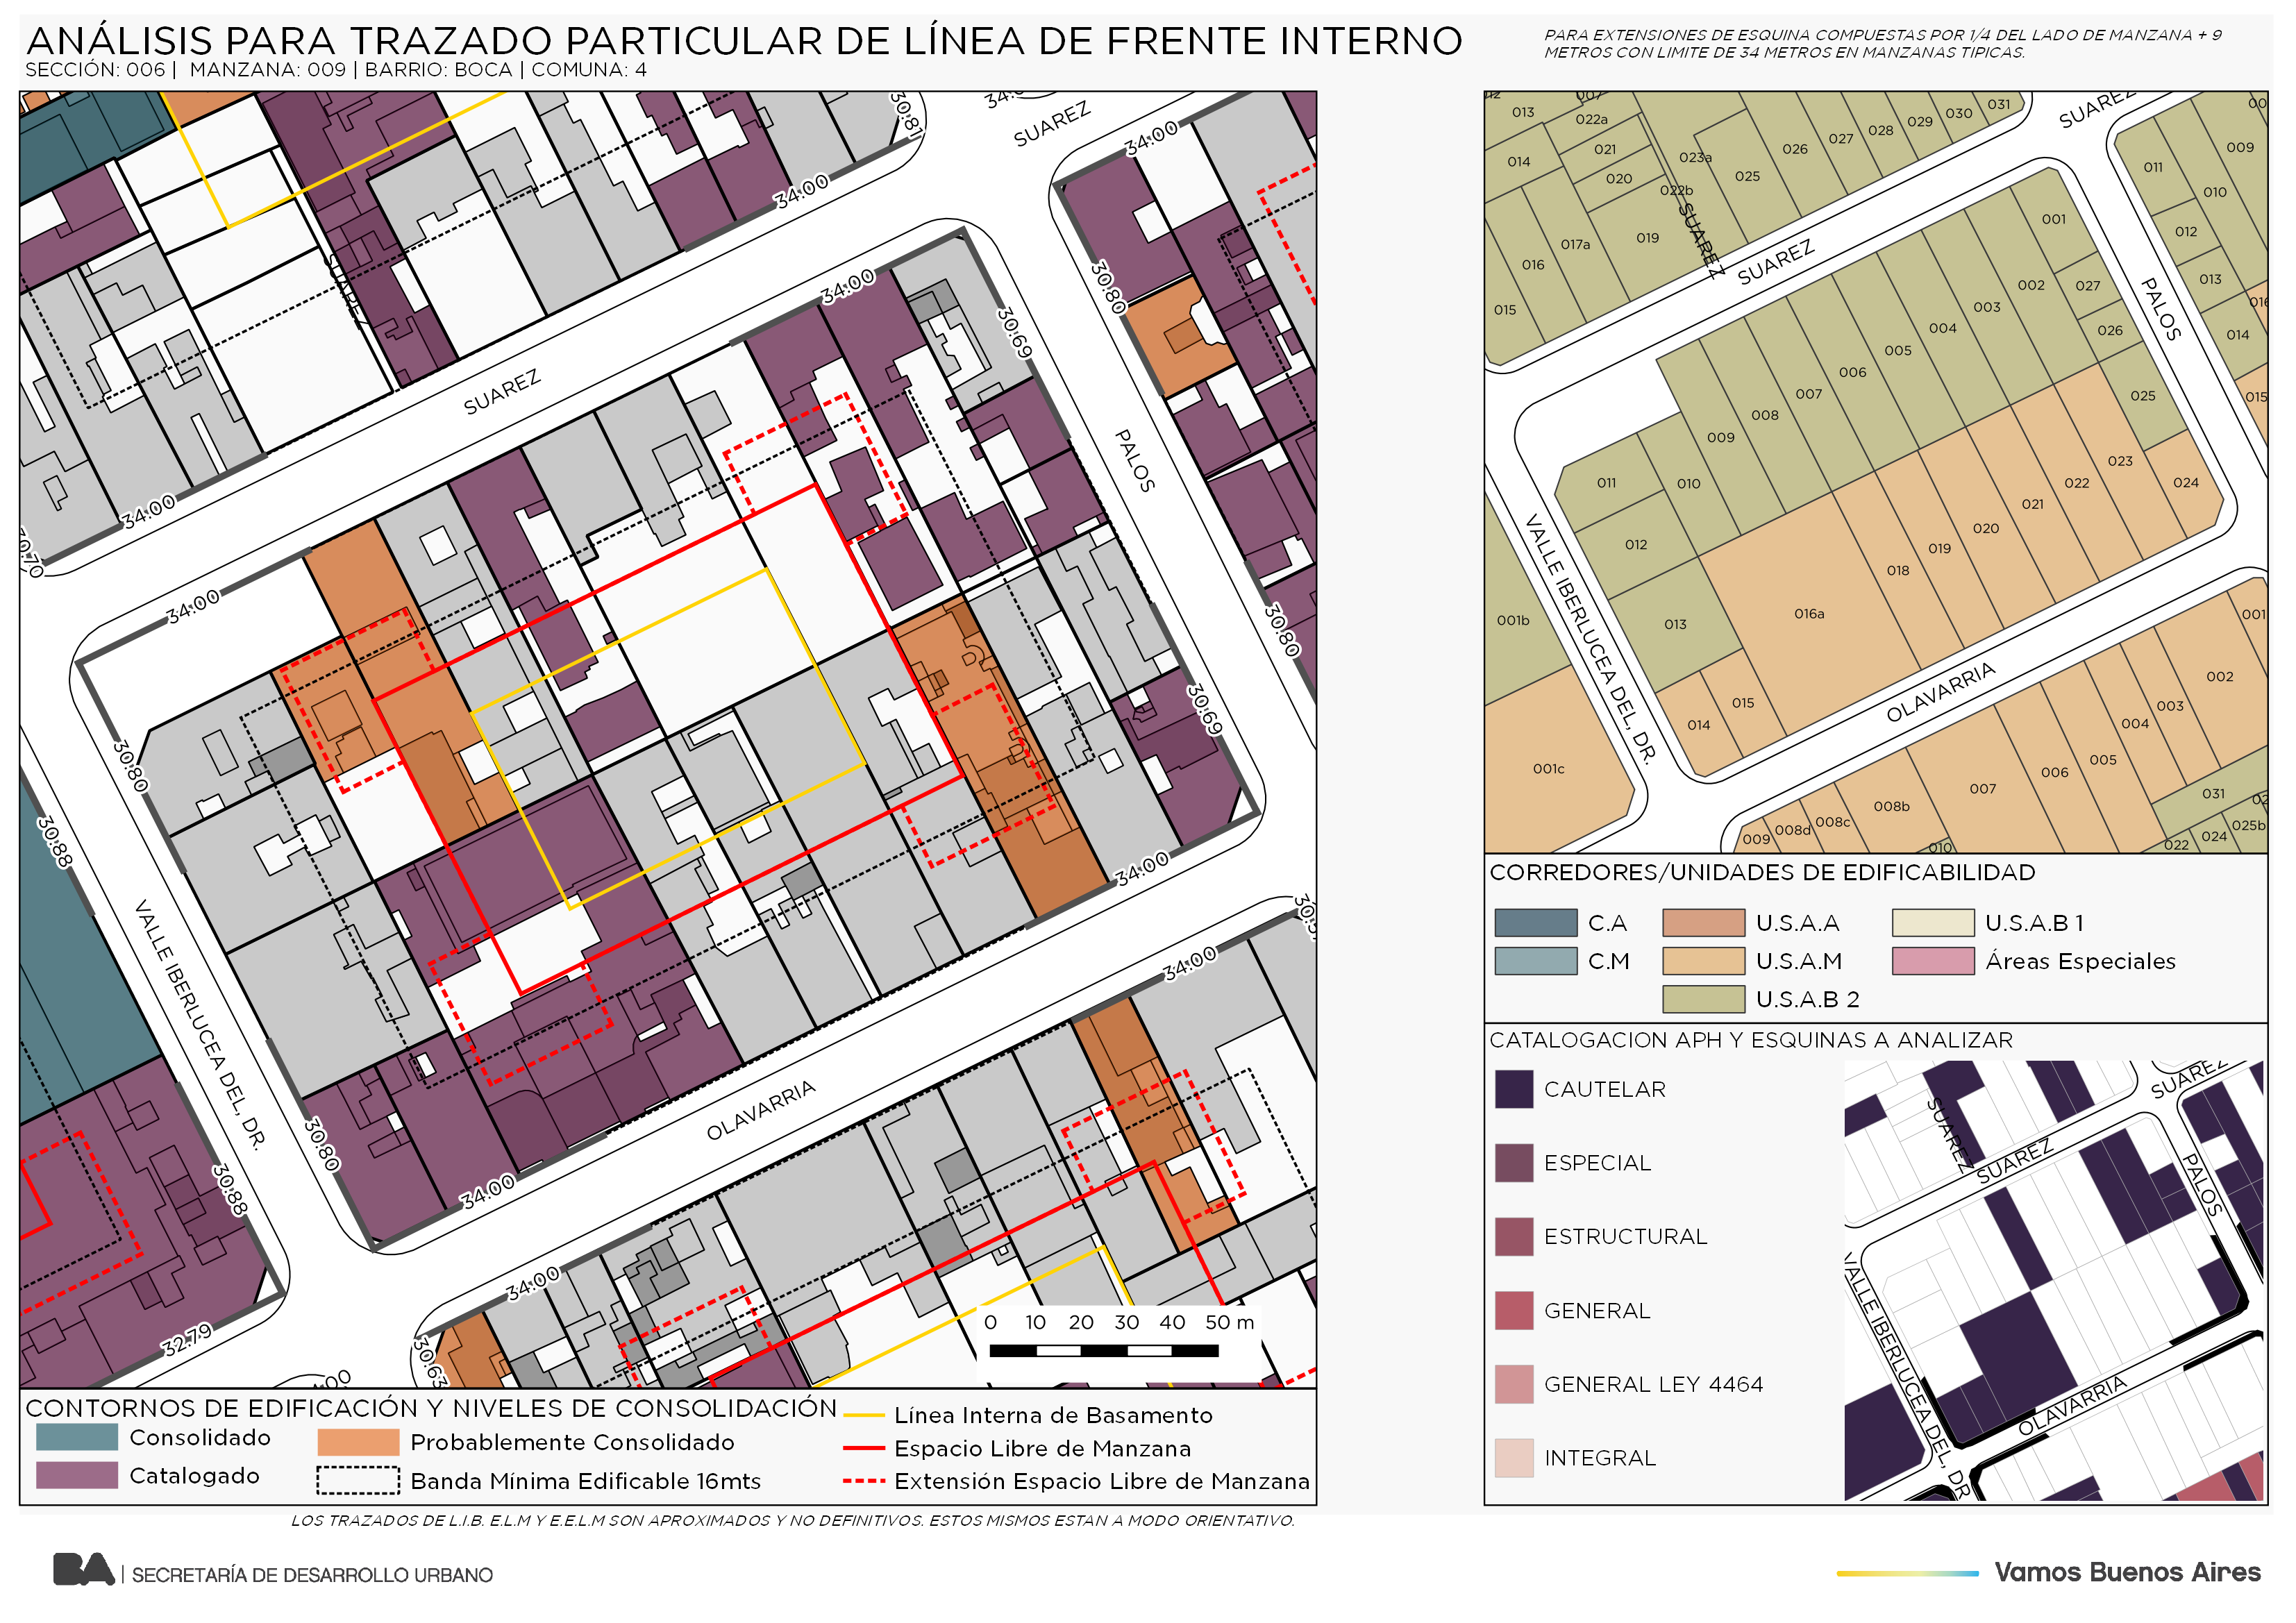 ANÁLISIS PARA TRAZADO PARTICULAR DE LÍNEA DE FRENTE INTERNO
SECCIÓN: 006 | MANZANA: 009 | BARRIO: BOCA | COMUNA: 4
PARA EXTENSIONES DE ESQUINA COMPUESTAS POR 1/4 DEL LADO DE MANZANA + 9
METROS CON LIMITE DE 34 METROS EN MANZANAS TIPICAS.
30.81
SUAREZ
34.00
34.00
30.80
SUAREZ
34.00
30.69
SUAREZ
PALOS
34.00
30.70
34.00
30.80
30.69
30.80
30.88
VALLE IBERLUCEA DEL, DR.
34.00
34.00
30.88
30.80
OLAVARRIA
34.00
34.00
32.79
30.63
0 10 20 30 40 50 m
CONTORNOS DE EDIFICACIÓN Y NIVELES DE CONSOLIDACIÓN
Consolidado
Catalogado
Probablemente Consolidado
Banda Mínima Edificable 16mts
Línea Interna de Basamento
Espacio Libre de Manzana
Extensión Espacio Libre de Manzana
013
022a
014
021
020
023a
022b
025
026
027
028
029
030
031
SUAREZ
011
009
010
012
013
014
015
016
017a
019
015
SUAREZ
SUAREZ
PALOS
001
002
027
026
003
004
005
006
007
008
009
010
011
012
013
025
024
023
022
021
020
019
018
016a
015
014
001b
001c
VALLE IBERLUCEA DEL, DR.
OLAVARRIA
001
002
003
004
005
006
007
008b
008c
008d
009
010
031
025b
024
022
CORREDORES/UNIDADES DE EDIFICABILIDAD
C.A
C.M
U.S.A.A
U.S.A.M
U.S.A.B 2
U.S.A.B 1
Áreas Especiales
CATALOGACION APH Y ESQUINAS A ANALIZAR
CAUTELAR
ESPECIAL
ESTRUCTURAL
GENERAL
GENERAL LEY 4464
INTEGRAL
SUAREZ
SUAREZ
SUAREZ
PALOS
VALLE IBERLUCEA DEL, DR
OLAVARRIA
LOS TRAZADOS DE L.I.B. E.L.M Y E.E.L.M SON APROXIMADOS Y NO DEFINITIVOS. ESTOS MISMOS ESTAN A MODO ORIENTATIVO.
BA | SECRETARÍA DE DESARROLLO URBANO
Vamos Buenos Aires